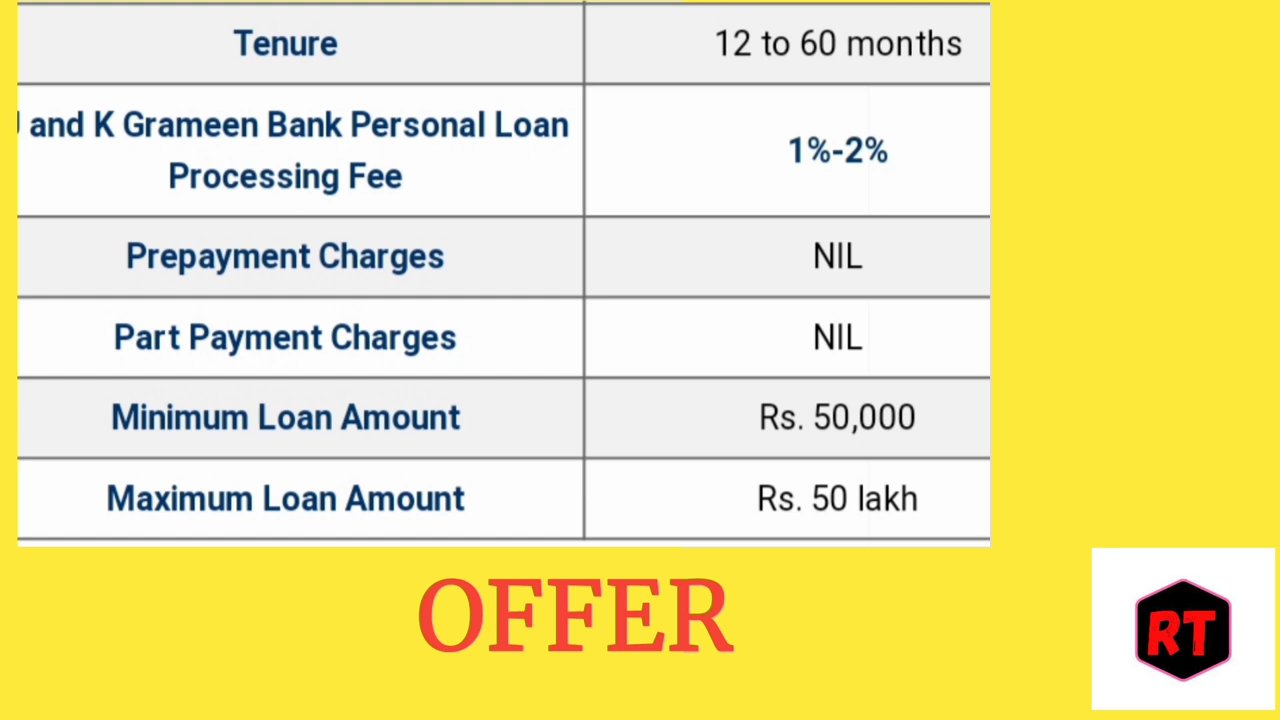 Tenure
12 to 60 months
and K Grameen Bank Personal Loan
Processing Fee
1%-2%
Prepayment Charges
NIL
Part Payment Charges
NIL
Minimum Loan Amount
Rs. 50,000
Maximum Loan Amount
Rs. 50 lakh
OFFER
RT